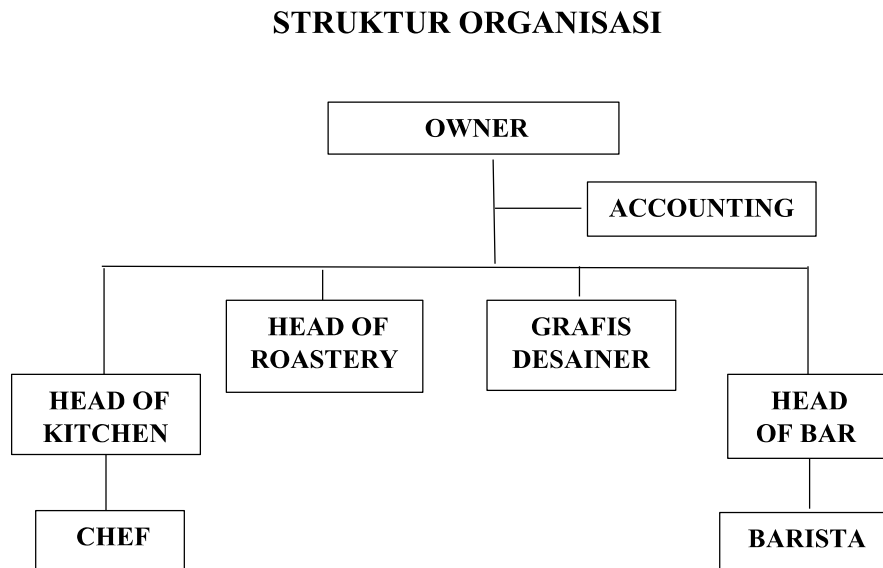 STRUKTUR ORGANISASI
OWNER
ACCOUNTING
HEAD OF
ROASTERY
GRAFIS
DESAINER
HEAD OF
KITCHEN
HEAD
OF BAR
CHEF
BARISTA